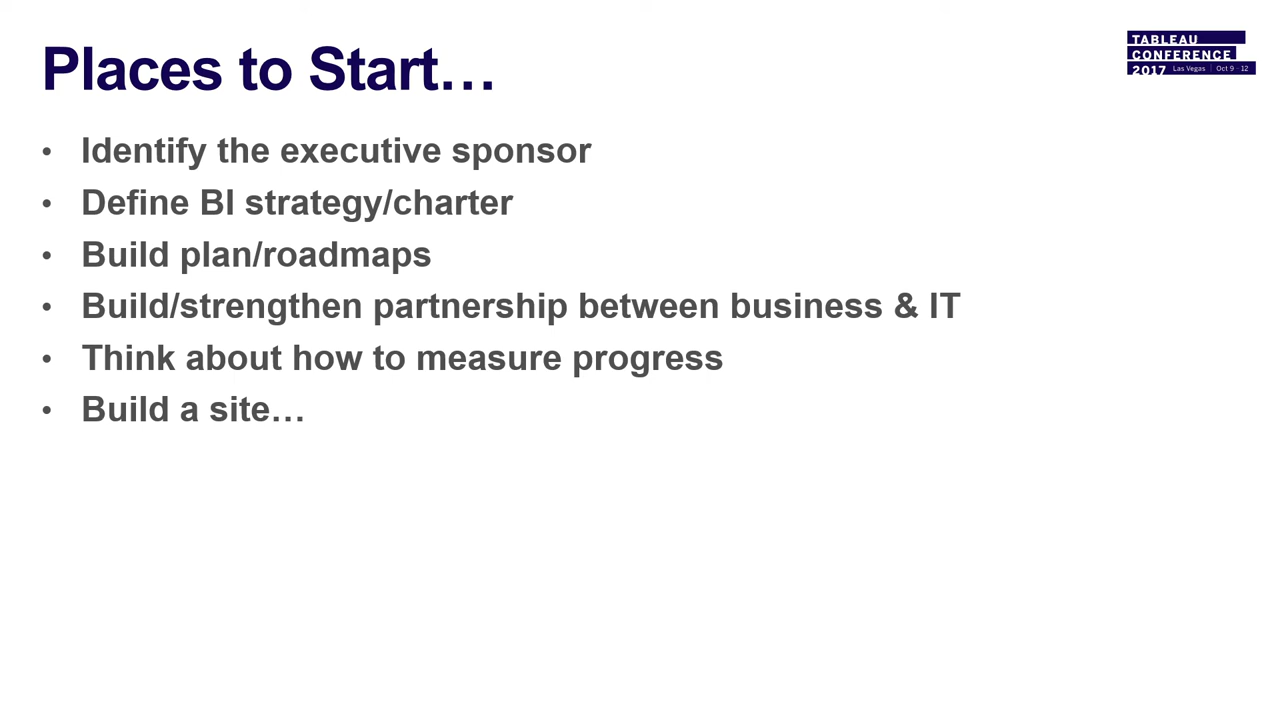 Places to Start…
TABLEAU
CONFERENCE
2017 Las Vegas | Oct 9 - 12
• Identify the executive sponsor
• Define BI strategy/charter
• Build plan/roadmaps
• Build/strengthen partnership between business & IT
• Think about how to measure progress
• Build a site…